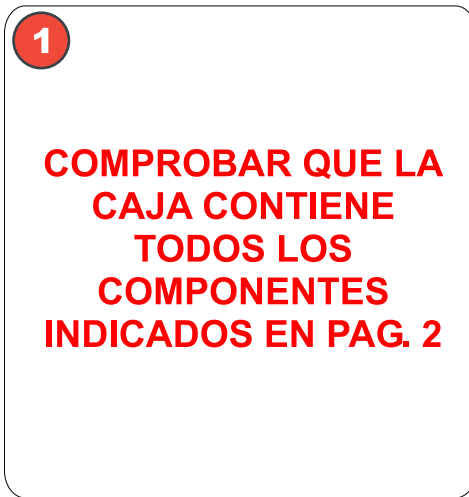 1
COMPROBAR QUE LA
CAJA CONTIENE
TODOS LOS
COMPONENTES
INDICADOS EN PAG. 2